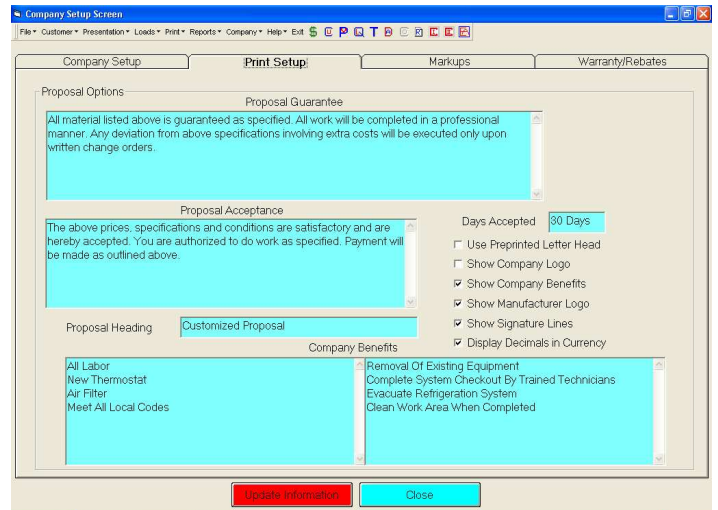 Company Setup Screen
File Customer Presentation Loads Print Reports Company Help Exit
Company Setup Print Setup Markups Warranty/Rebates
Proposal Options
Proposal Guarantee
All material listed above is guaranteed as specified. All work will be completed in a professional
manner. Any deviation from above specifications involving extra costs will be executed only upon
written change orders.
Proposal Acceptance
The above prices, specifications and conditions are satisfactory and are
hereby accepted. You are authorized to do work as specified. Payment will
be made as outlined above.
Days Accepted 30 Days
Use Preprinted Letter Head
Show Company Logo
Show Company Benefits
Show Manufacturer Logo
Show Signature Lines
Display Decimals in Currency
Proposal Heading Customized Proposal
Company Benefits
All Labor
New Thermostat
Air Filter
Meet All Local Codes
Removal Of Existing Equipment
Complete System Checkout By Trained Technicians
Evacuate Refrigeration System
Clean Work Area When Completed
Update Information Close